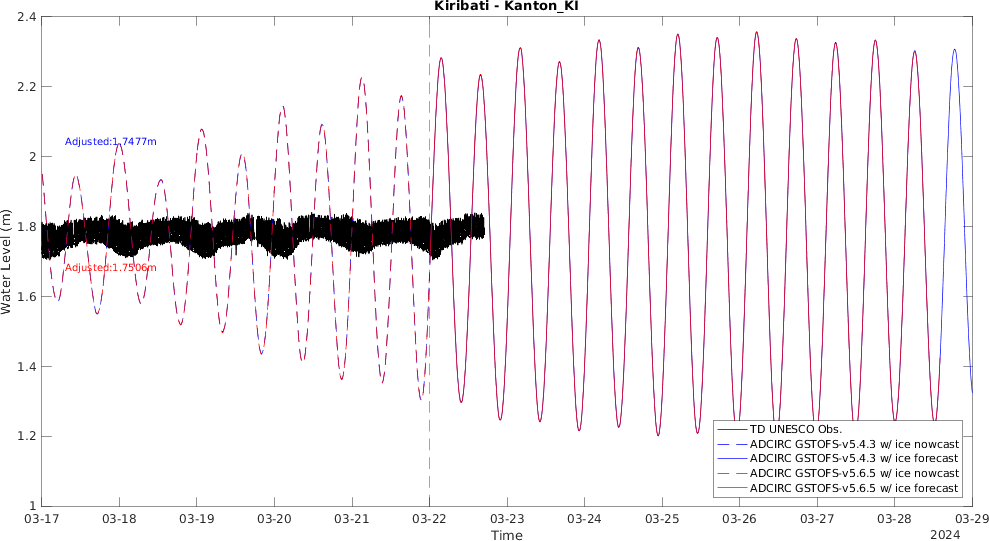 Kiribati - Kanton_KI
Water Level (m)
2.4
2.2
2
1.8
1.6
1.4
1.2
1
Adjusted:1.7477m
Adjusted:1.7506m
TD UNESCO Obs.
ADCIRC GSTOFS-v5.4.3 w/ ice nowcast
ADCIRC GSTOFS-v5.4.3 w/ ice forecast
ADCIRC GSTOFS-v5.6.5 w/ ice nowcast
ADCIRC GSTOFS-v5.6.5 w/ ice forecast
03-17 03-18 03-19 03-20 03-21 03-22 03-23 03-24 03-25 03-26 03-27 03-28 03-29
Time
2024